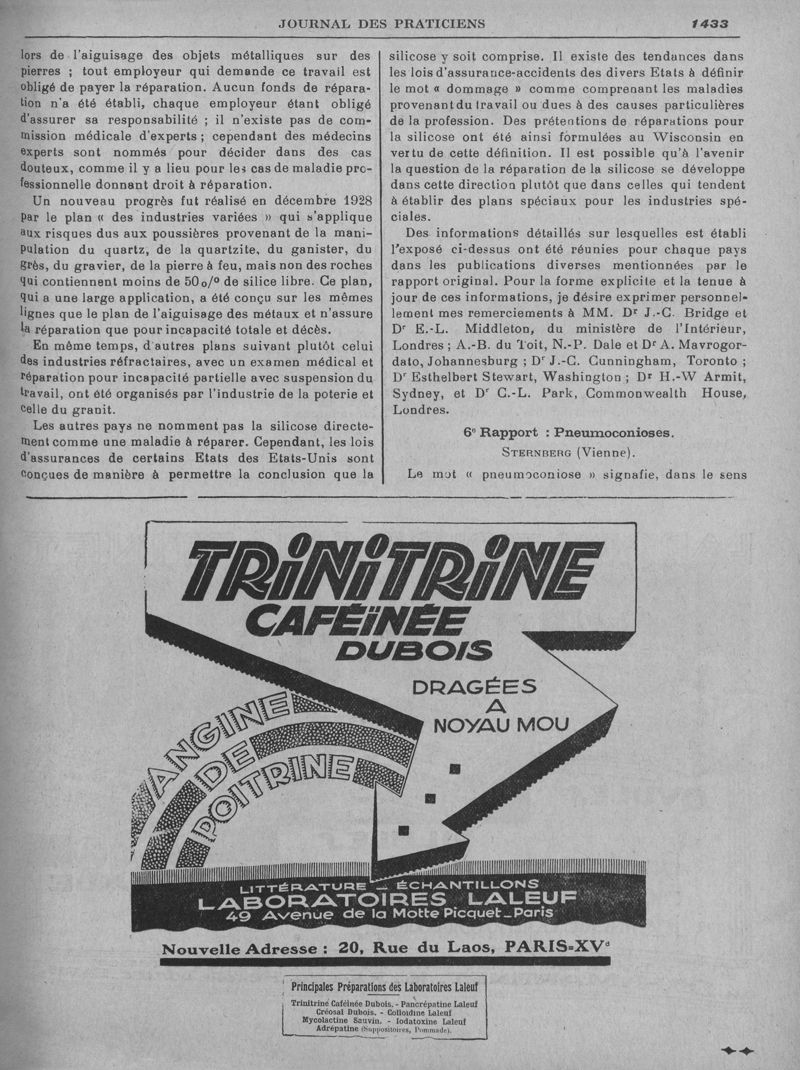 JOURNAL DES PRATICIENS 1433
lors de l'aiguisage des objets métalliques sur des
pierres ; tout employeur qui demande ce travail est
obligé de payer la réparation. Aucun fonds de répara-
tion n'a été établi, chaque employeur étant obligé
d'assurer sa responsabilité ; il n'existe pas de com-
mission médicale d'experts ; cependant des médecins
experts sont nommés pour décider dans des cas
douteux, comme il y a lieu pour les cas de maladie pro-
fessionnelle donnant droit à réparation.
Un nouveau progrès fut réalisé en décembre 1928
par le plan « des industries variées » qui s'applique
aux risques dus aux poussières provenant de la mani-
pulation du quartz, de la quartzite, du ganister, du
grès, du gravier, de la pierre à feu, mais non des roches
qui contiennent moins de 50o/° de silice libre. Ce plan,
qui a une large application, a été conçu sur les mêmes
lignes que le plan de l'aiguisage des métaux et n'assure
la réparation que pour incapacité totale et décès.
En même temps, d'autres plans suivant plutôt celui
des industries réfractaires, avec un examen médical et
réparation pour incapacité partielle avec suspension du
travail, ont été organisés par l'industrie de la poterie et
celle du granit.
Les autres pays ne nomment pas la silicose directe-
ment comme une maladie à réparer. Cependant, les lois
d'assurances de certains Etats des Etats-Unis sont
conçues de manière à permettre la conclusion que la
silicose y soit comprise. Il existe des tendances dans
les lois d'assurance-accidents des divers Etats à définir
le mot « dommage » comme comprenant les maladies
provenant du travail ou dues à des causes particulières
de la profession. Des prétentions de réparations pour
la silicose ont été ainsi formulées au Wisconsin en
vertu de cette définition. Il est possible qu'à l'avenir
la question de la réparation de la silicose se développe
dans cette direction plutôt que dans celles qui tendent
à établir des plans spéciaux pour les industries spé-
ciales.
Des informations détaillés sur lesquelles est établi
l'exposé ci-dessus ont été réunies pour chaque pays
dans les publications diverses mentionnées par le
rapport original. Pour la forme explicite et la tenue à
jour de ces informations, je désire exprimer personnel-
lement mes remerciements à MM. Dr J.-C. Bridge et
Dr E.-L. Middleton, du ministère de l'Intérieur,
Londres ; A.-B. du Toit, N.-P. Dale et Dr A. Mavrogor-
dato, Johannesburg ; Dr J.-C. Cunningham, Toronto ;
Dr Esthelbert Stewart, Washington ; Dr H.-W Armit,
Sydney, et Dr C.-L. Park, Commonwealth House,
Londres.
6e Rapport : Pneumoconioses.
STERNBERG (Vienne).
Le mot « pneumoconiose » signafie, dans le sens
TRINITRINE
CAFÉÏNÉE
DUBOIS
DRAGÉES
A
NOYAU MOU
ANGINE
DE
POITRINE
LITTÉRATURE _ ÉCHANTILLONS
LABORATOIRES LALEUF
49 Avenue de la Motte Picquet_Paris
Nouvelle Adresse : 20, Rue du Laos, PARIS-XVe
Principales Préparations des Laboratoires Laleuf
Trinitrine Caféinée Dubois. - Pancrépatine Laleuf
Créosal Dubois. - Colloïdine Laleuf
Mycolactine Sauvin. - Iodatoxine Laleuf
Adrépatine (Suppositoires, Pommade).